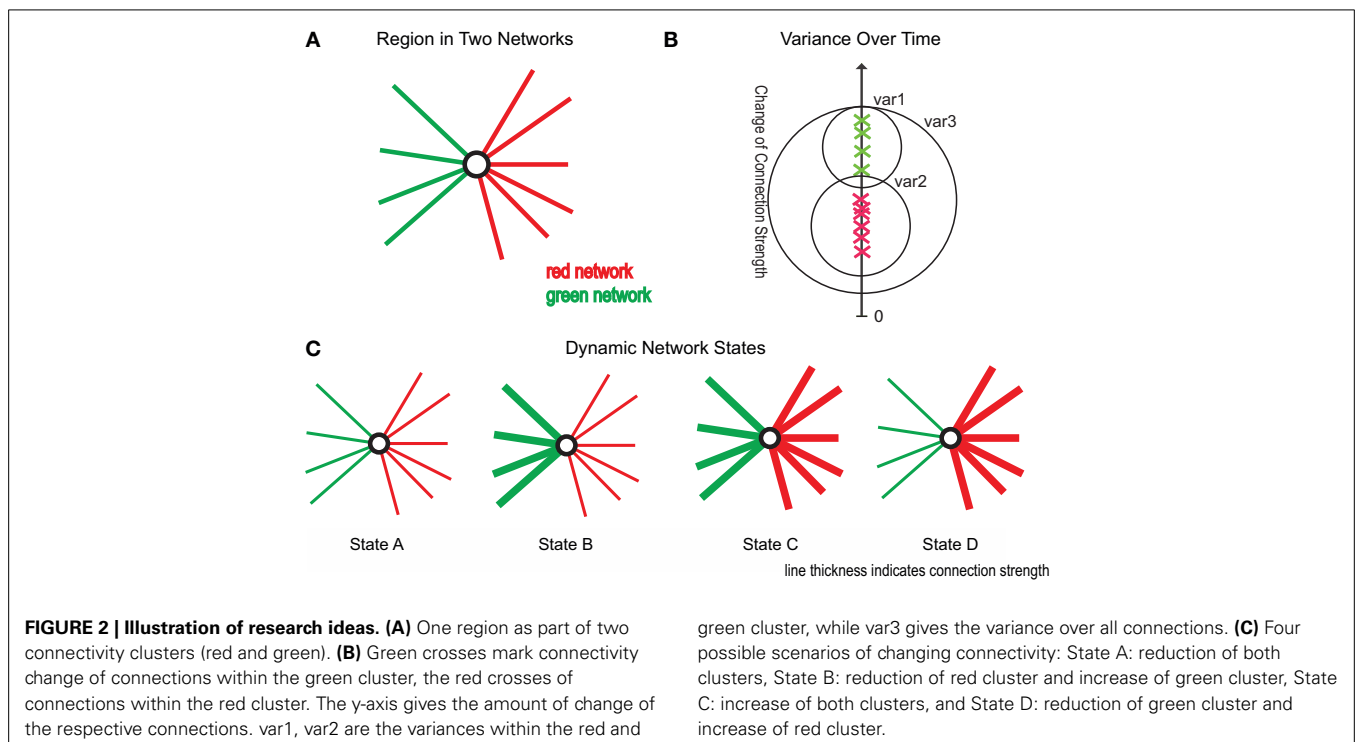 A
Region in Two Networks
red network
green network
B
Variance Over Time
Change of Connection Strength
var1
var3
var2
0
C
Dynamic Network States
State A
State B
State C
State D
line thickness indicates connection strength
FIGURE 2 | Illustration of research ideas. (A) One region as part of two
connectivity clusters (red and green). (B) Green crosses mark connectivity
change of connections within the green cluster, the red crosses of
connections within the red cluster. The y-axis gives the amount of change of
the respective connections. var1, var2 are the variances within the red and
green cluster, while var3 gives the variance over all connections. (C) Four
possible scenarios of changing connectivity: State A: reduction of both
clusters, State B: reduction of red cluster and increase of green cluster, State
C: increase of both clusters, and State D: reduction of green cluster and
increase of red cluster.